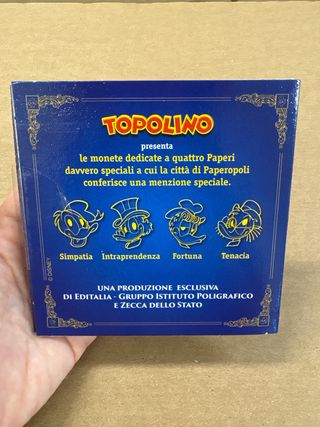 TOPOLINO
presenta
le monete dedicate a quattro Paperi
davvero speciali a cui la città di Paperopoli
conferisce una menzione speciale.
Simpatia Intraprendenza Fortuna Tenacia
© DISNEY
UNA PRODUZIONE ESCLUSIVA
DI EDITALIA - GRUPPO ISTITUTO POLIGRAFICO
E ZECCA DELLO STATO